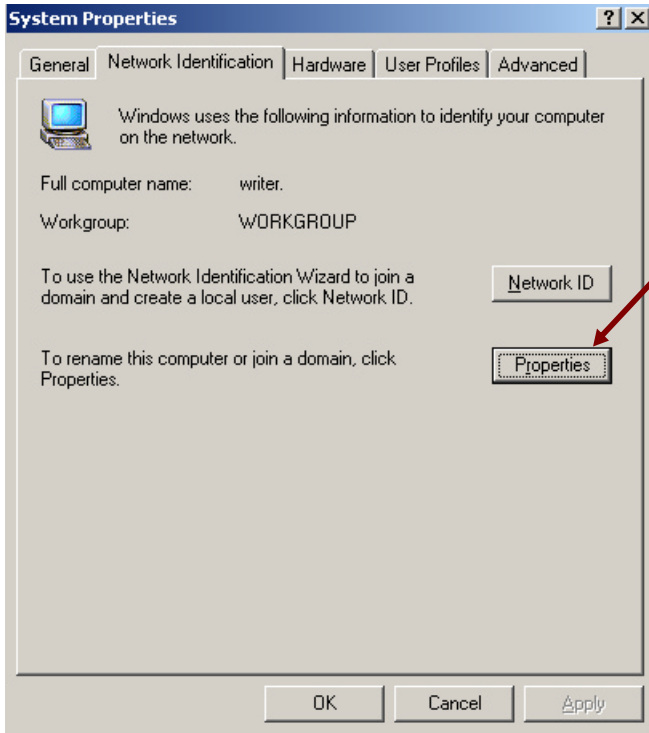 System Properties
? X
General Network Identification Hardware User Profiles Advanced
Windows uses the following information to identify your computer
on the network.
Full computer name: writer.
Workgroup: WORKGROUP
To use the Network Identification Wizard to join a
domain and create a local user, click Network ID.
Network ID
To rename this computer or join a domain, click
Properties.
Properties
OK Cancel Apply